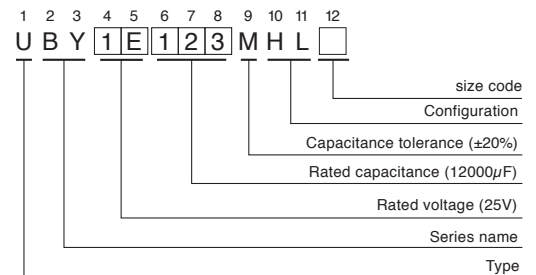 1 2 3 4 5 6 7 8 9 10 11 12
U B Y 1 E 1 2 3 M H L
size code
Configuration
Capacitance tolerance (±20%)
Rated capacitance (12000µF)
Rated voltage (25V)
Series name
Type